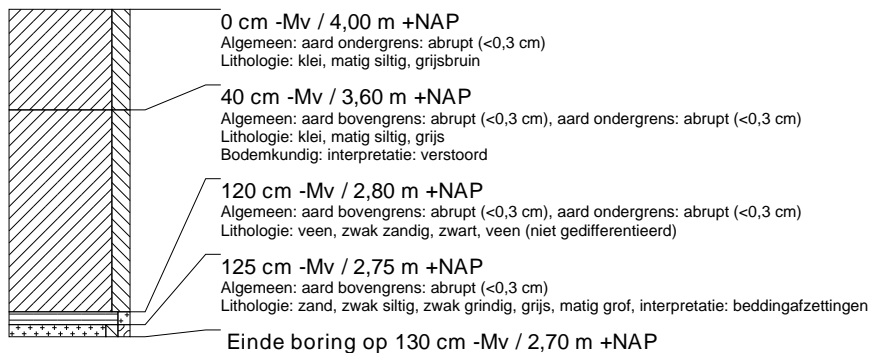 0 cm -Mv / 4,00 m +NAP
Algemeen: aard ondergrens: abrupt (<0,3 cm)
Lithologie: klei, matig siltig, grijsbruin
40 cm -Mv / 3,60 m +NAP
Algemeen: aard bovengrens: abrupt (<0,3 cm), aard ondergrens: abrupt (<0,3 cm)
Lithologie: klei, matig siltig, grijs
Bodemkundig: interpretatie: verstoord
120 cm -Mv / 2,80 m +NAP
Algemeen: aard bovengrens: abrupt (<0,3 cm), aard ondergrens: abrupt (<0,3 cm)
Lithologie: veen, zwak zandig, zwart, veen (niet gedifferentieerd)
125 cm -Mv / 2,75 m +NAP
Algemeen: aard bovengrens: abrupt (<0,3 cm)
Lithologie: zand, zwak siltig, zwak grindig, grijs, matig grof, interpretatie: beddingafzettingen
Einde boring op 130 cm -Mv / 2,70 m +NAP